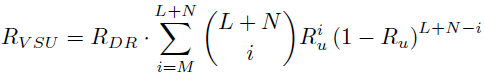 R_{VSU} = R_{DR} \cdot \sum_{i=M}^{L+N} \binom{L+N}{i} R_u^i (1 - R_u)^{L+N-i}